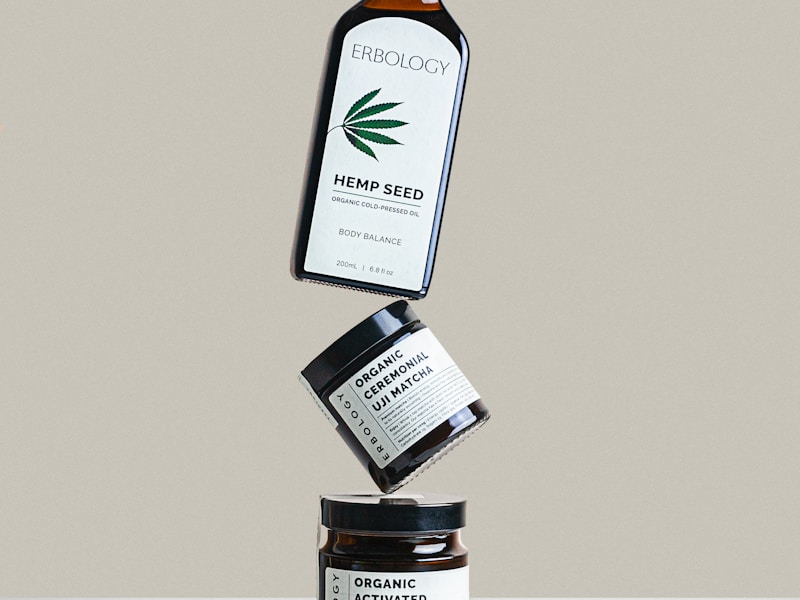 ERBOLOGY
HEMP SEED
ORGANIC COLD-PRESSED OIL
BODY BALANCE
200mL | 6.8 fl oz
ERBOLOGY
ORGANIC
CEREMONIAL
UJI MATCHA
ORGANIC
ACTIVATED